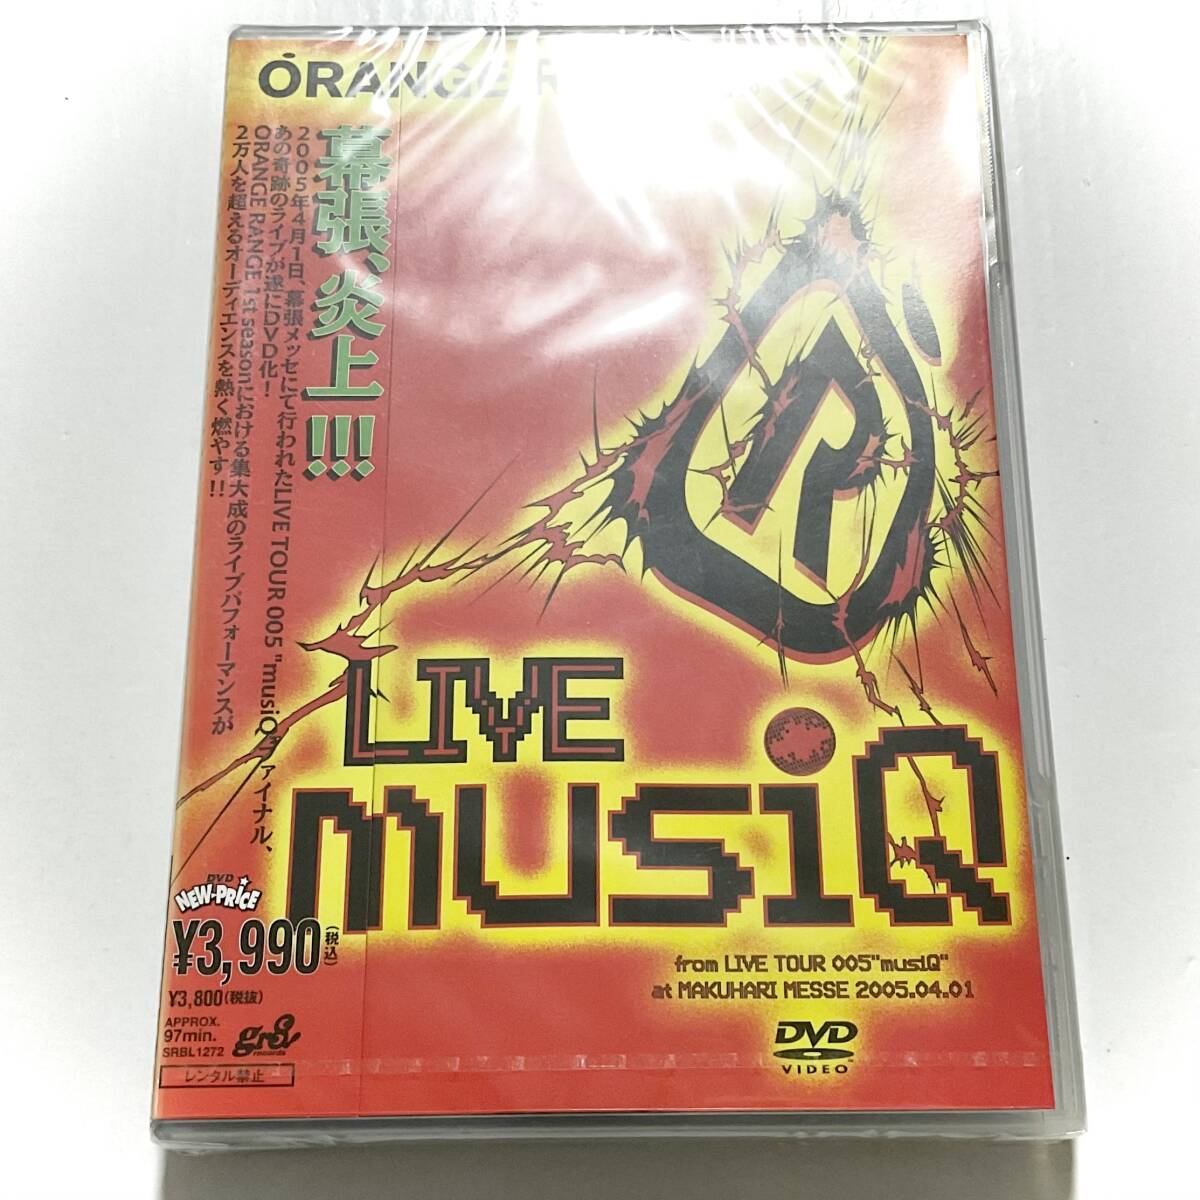 ORANGE R
幕張、炎上!!!
2005年4月1日、幕張メッセにて行われたLIVE TOUR 005 "musiQ"ファイナル、
あの奇跡のライブが遂にDVD化!
ORANGE RANGE 1st seasonにおける集大成のライブパフォーマンスが
2万人を超えるオーディエンスを熱く燃やす!!
LIVE
musiQ
from LIVE TOUR 005"musiQ"
at MAKUHARI MESSE 2005.04.01
DVD
VIDEO
DVD
NEW-PRICE
¥3,990(税込)
¥3,800(税抜)
APPROX.
97min.
SRBL1272
gr8!
records
レンタル禁止